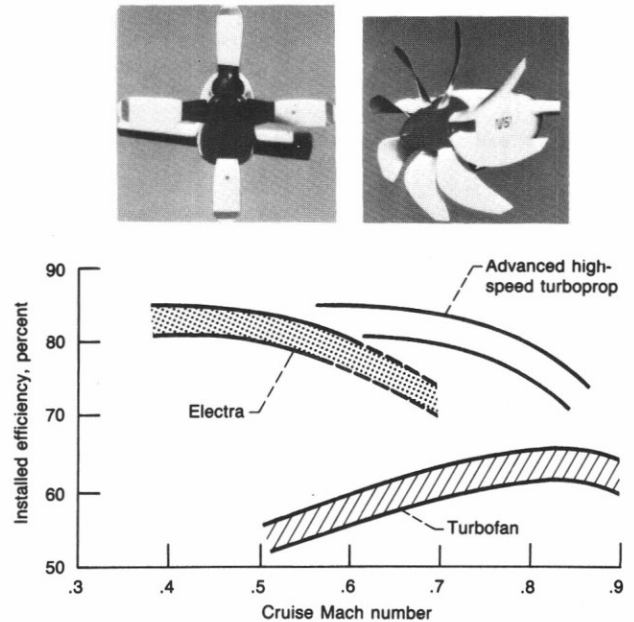 90
80
70
60
50
Installed efficiency, percent
Advanced high-
speed turboprop
Electra
Turbofan
.3 .4 .5 .6 .7 .8 .9
Cruise Mach number